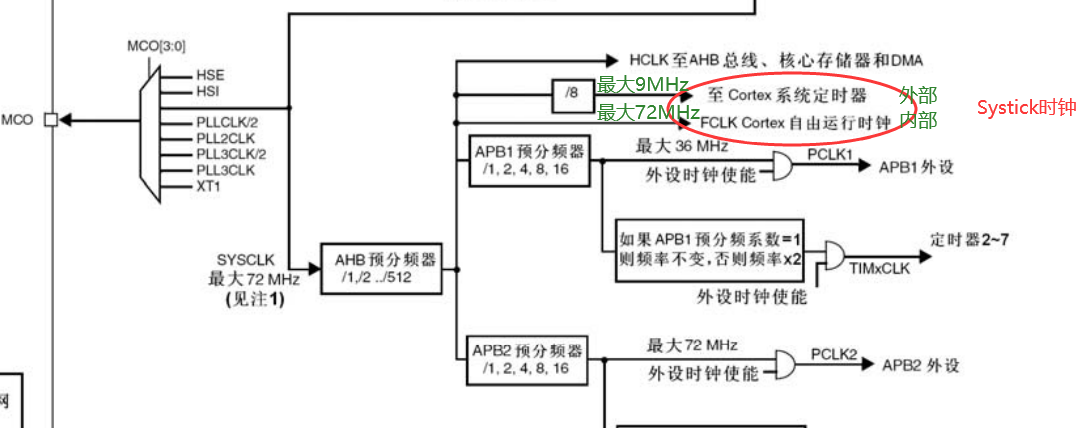 HCLK 至AHB 总线、核心存储器和DMA
MCO[3:0]
HSE
HSI
PLLCLK/2
PLL2CLK
PLL3CLK/2
PLL3CLK
XT1
MCO
/8
最大9MHz
至 Cortex 系统定时器
外部
最大72MHz
FCLK Cortex 自由运行时钟
内部
Systick时钟
APB1 预分频器
/1, 2, 4, 8, 16
最大 36 MHz
外设时钟使能
PCLK1
APB1 外设
如果 APB1 预分频系数=1
则频率不变，否则频率x2
定时器2~7
TIMxCLK
外设时钟使能
SYSCLK
最大 72 MHz
(见注1)
AHB 预分频器
/1,/2 ../512
APB2 预分频器
/1, 2, 4, 8, 16
最大72 MHz
外设时钟使能
PCLK2
APB2 外设
网